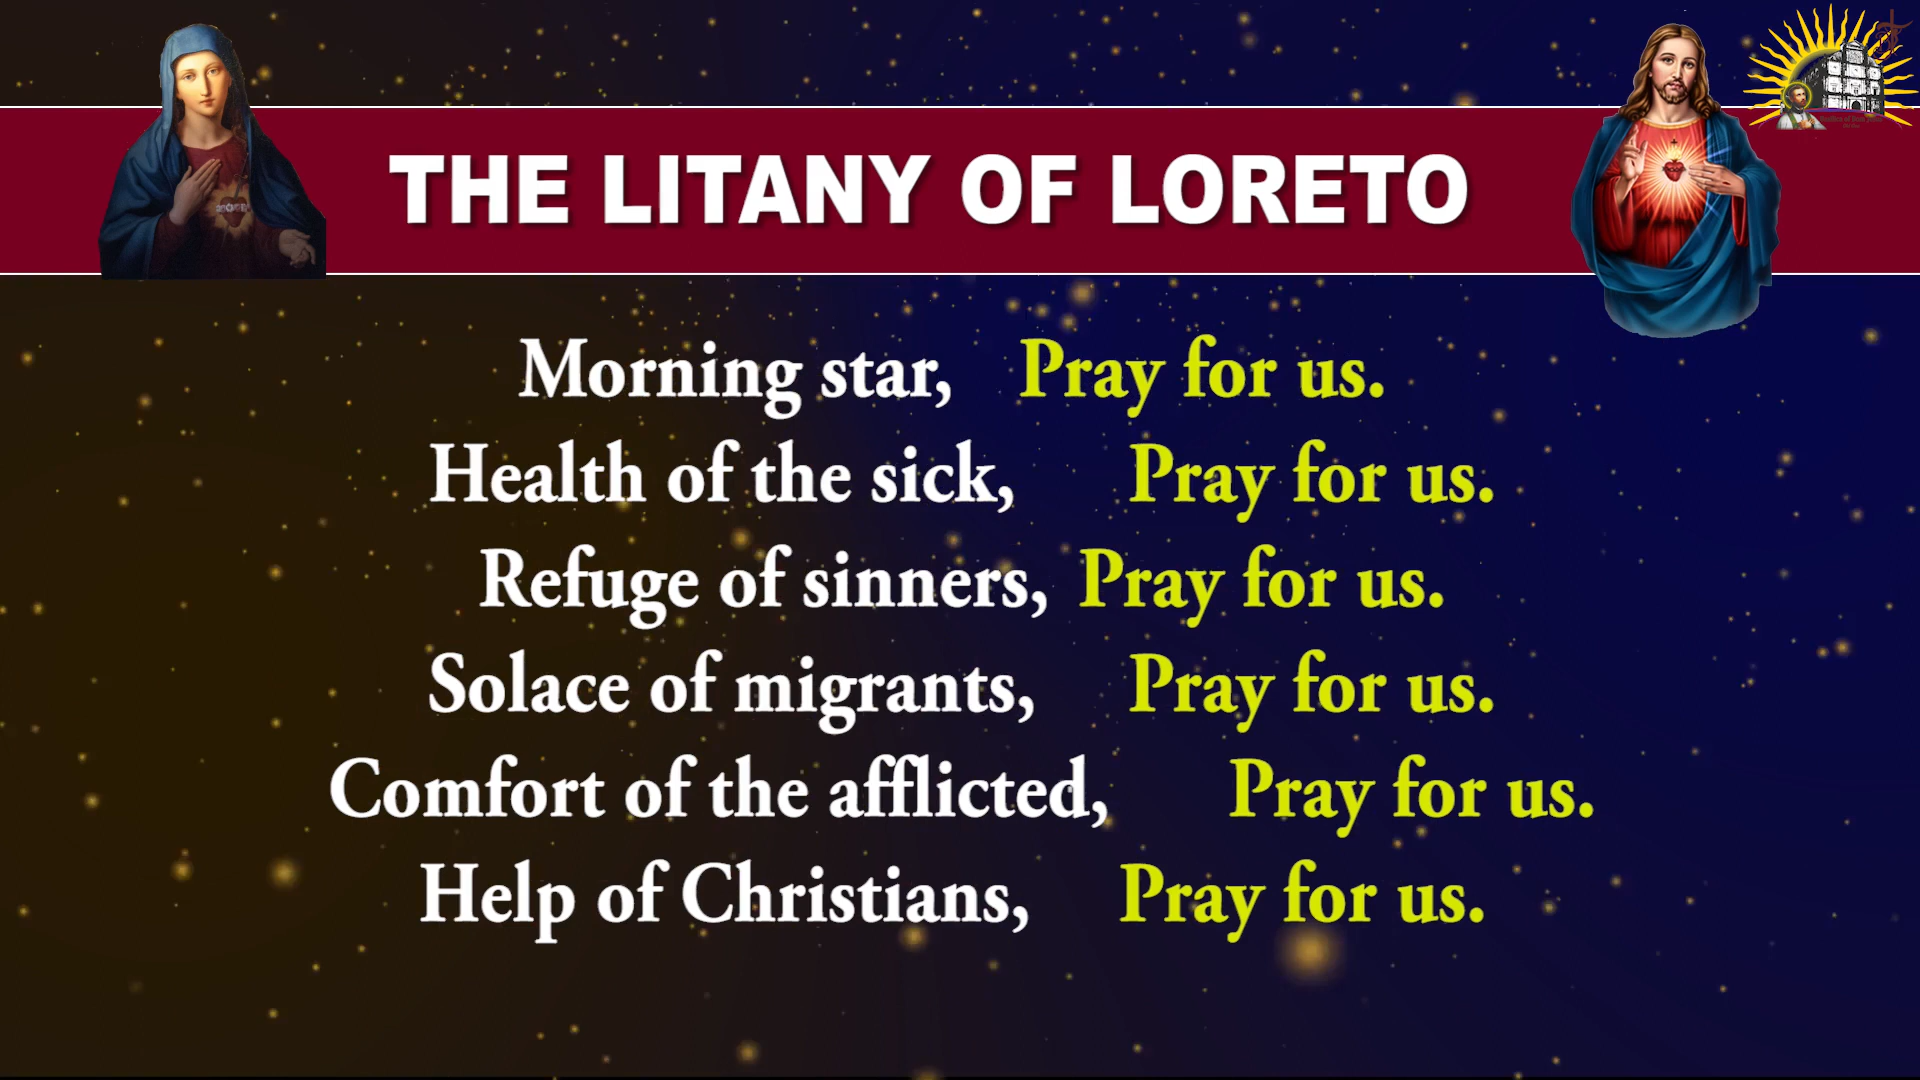 THE LITANY OF LORETO
Morning star, Pray for us.
Health of the sick, Pray for us.
Refuge of sinners, Pray for us.
Solace of migrants, Pray for us.
Comfort of the afflicted, Pray for us.
Help of Christians, Pray for us.